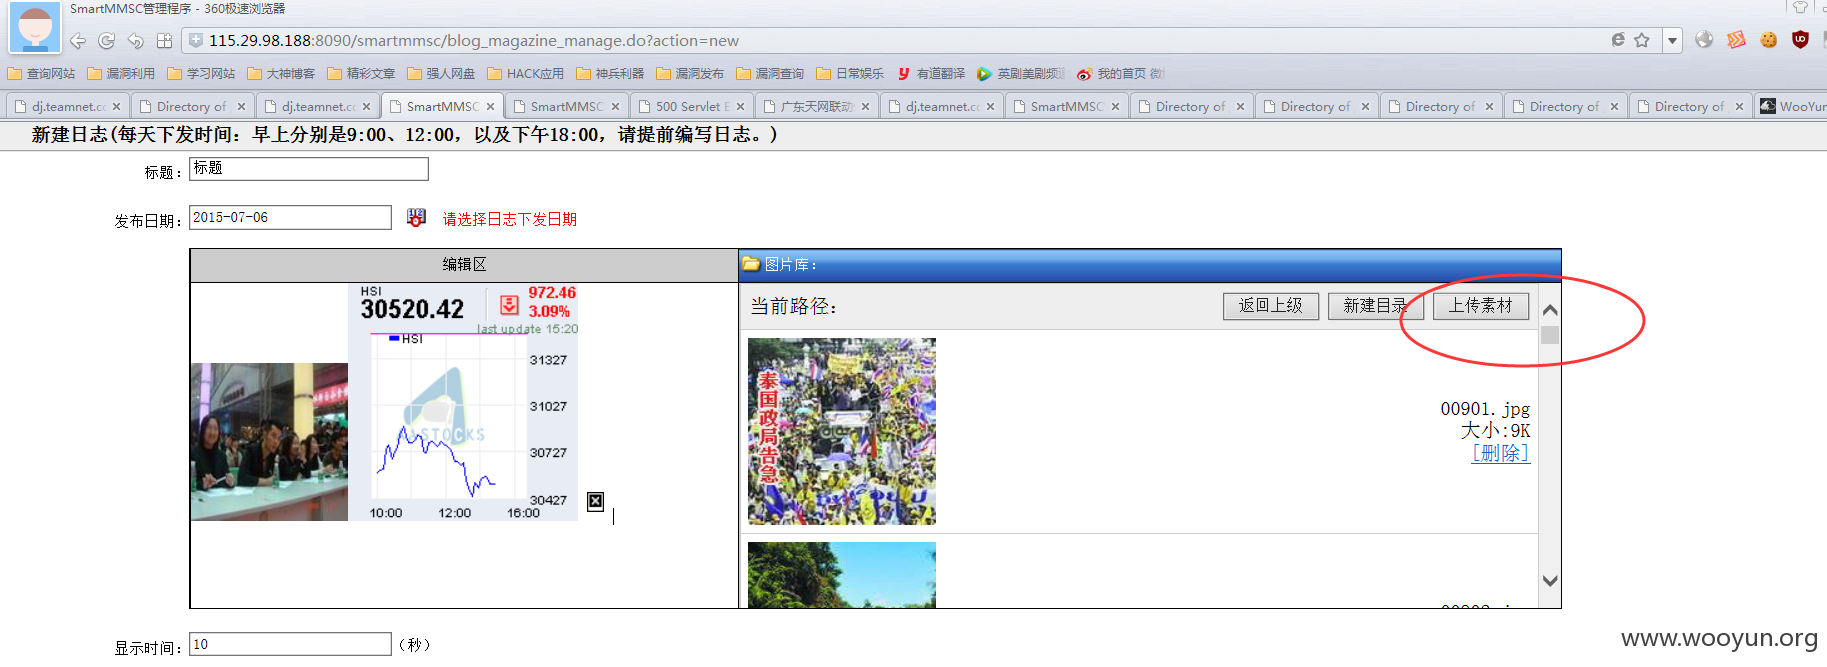 SmartMMSC管理程序 - 360极速浏览器
115.29.98.188:8090/smartmmsc/blog_magazine_manage.do?action=new
查询网站 漏洞利用 学习网站 大神博客 精彩文章 强人网盘 HACK应用 神兵利器 漏洞发布 漏洞查询 日常娱乐 有道翻译 英剧美剧频道 我的首页 微
dj.teamnet.cc Directory of dj.teamnet.cc SmartMMSC SmartMMSC 500 Servlet E 广东天网联动 dj.teamnet.cc SmartMMSC Directory of Directory of Directory of Directory of Directory of WooYun
新建日志(每天下发时间：早上分别是9:00、12:00，以及下午18:00，请提前编写日志。)
标题：
标题
发布日期：
2015-07-06
请选择日志下发日期
编辑区
图片库：
当前路径：
返回上级
新建目录
上传素材
HSI
30520.42
972.46
3.09%
last update 15:20
HSI
31327
31027
AASTOCKS
30727
30427
10:00 12:00 16:00
泰国政局告急
00901.jpg
大小:9K
[删除]
显示时间：
10
（秒）
www.wooyun.org